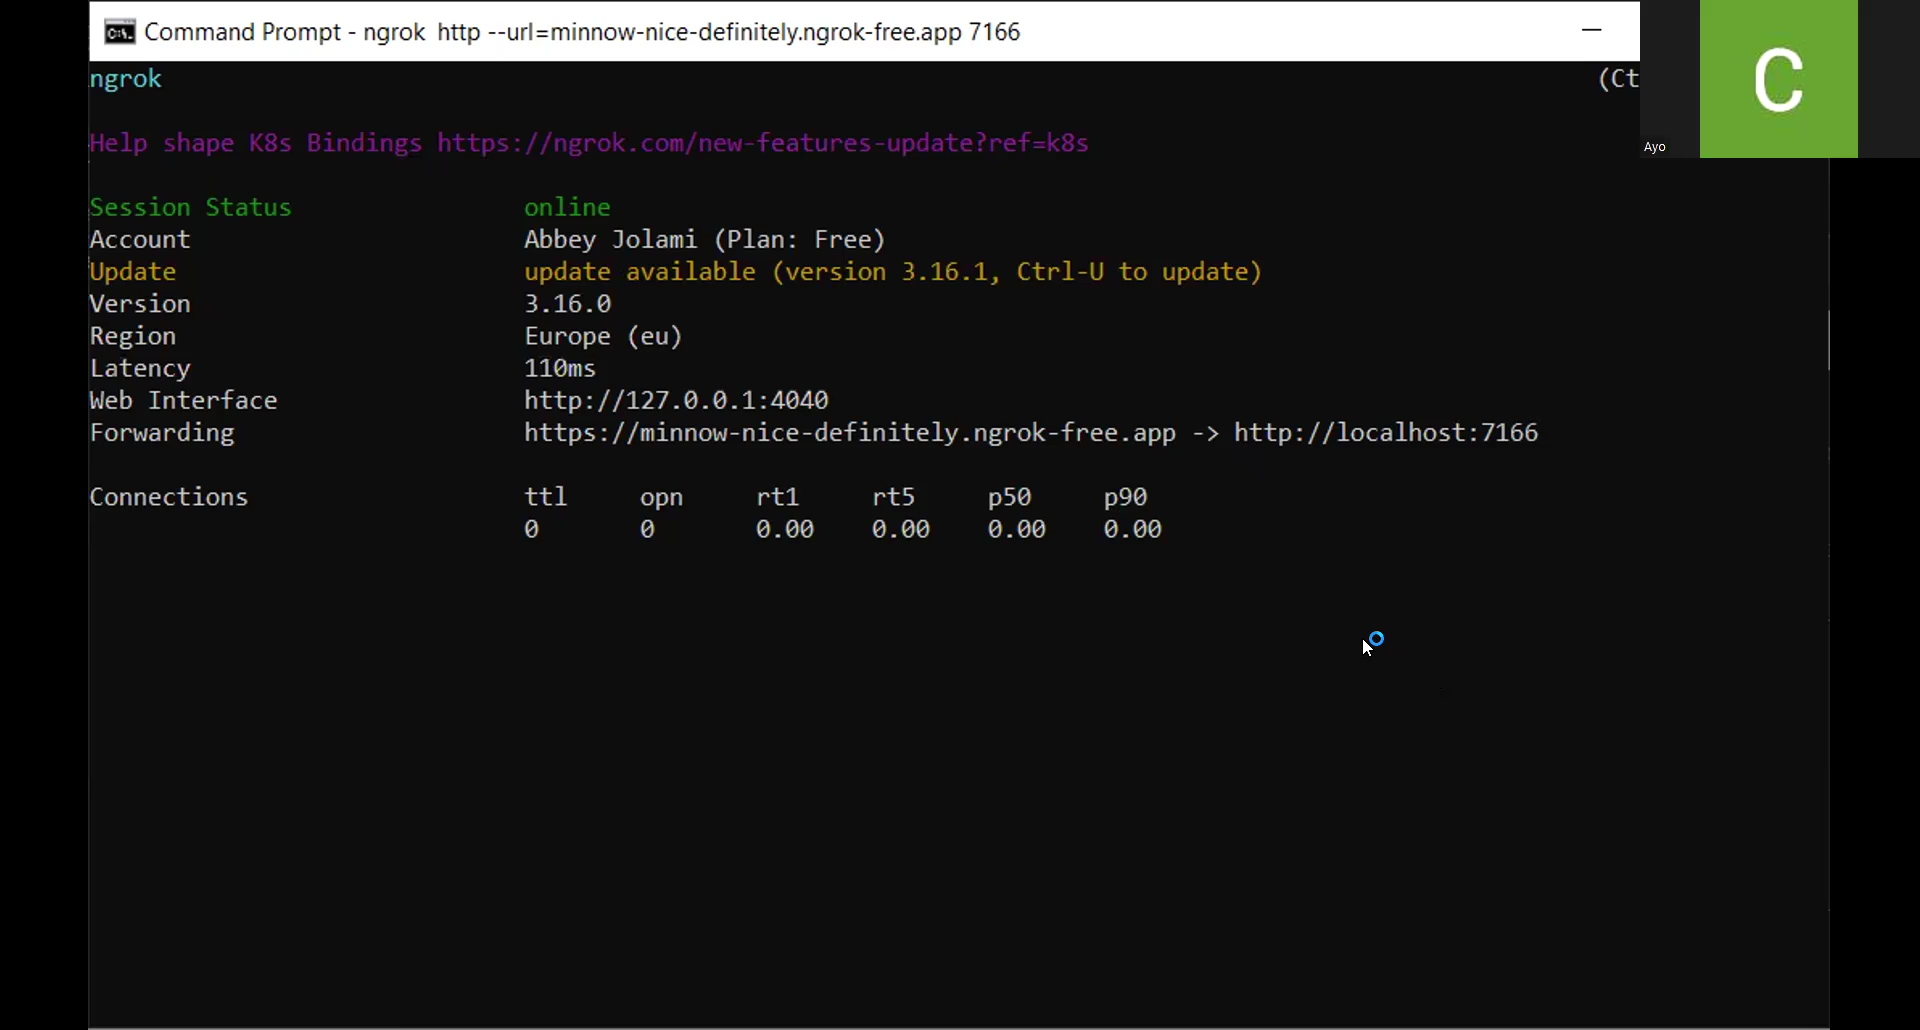 Command Prompt - ngrok  http --url=minnow-nice-definitely.ngrok-free.app 7166
ngrok (Ct
C
Ayo
Help shape K8s Bindings https://ngrok.com/new-features-update?ref=k8s
Session Status online
Account Abbey Jolami (Plan: Free)
Update update available (version 3.16.1, Ctrl-U to update)
Version 3.16.0
Region Europe (eu)
Latency 110ms
Web Interface http://127.0.0.1:4040
Forwarding https://minnow-nice-definitely.ngrok-free.app -> http://localhost:7166
Connections ttl opn rt1 rt5 p50 p90
0 0 0.00 0.00 0.00 0.00